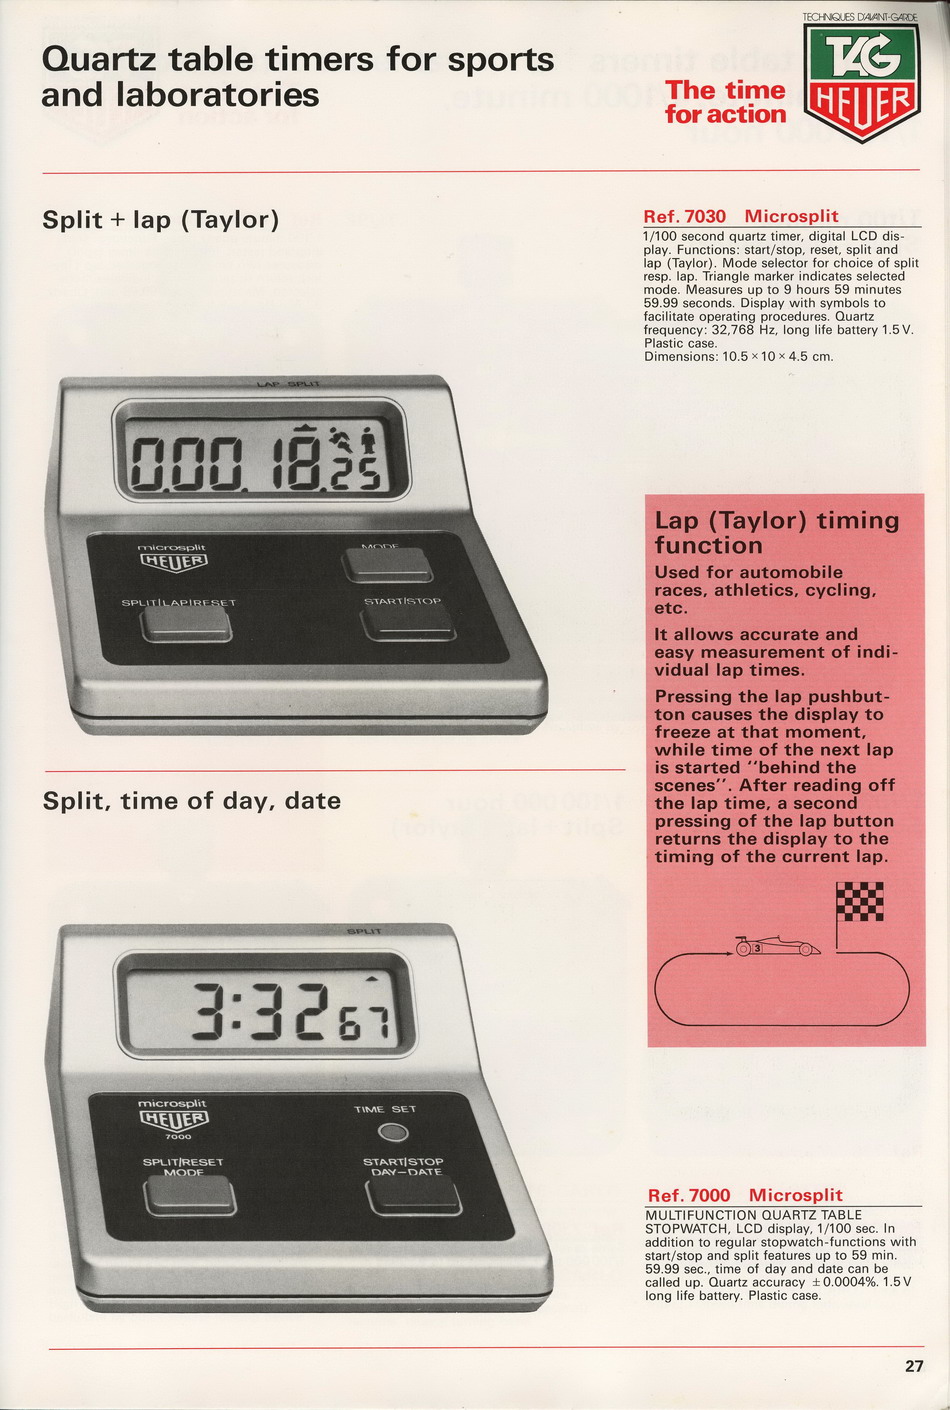 TECHNIQUES D'AVANT-GARDE
TAG
HEUER
Quartz table timers for sports
and laboratories
The time
for action
Split + lap (Taylor)
Ref. 7030 Microsplit
1/100 second quartz timer, digital LCD dis-
play. Functions: start/stop, reset, split and
lap (Taylor). Mode selector for choice of split
resp. lap. Triangle marker indicates selected
mode. Measures up to 9 hours 59 minutes
59.99 seconds. Display with symbols to
facilitate operating procedures. Quartz
frequency: 32,768 Hz, long life battery 1.5 V.
Plastic case.
Dimensions: 10.5 × 10 × 4.5 cm.
LAP SPLIT
0.00.18.25
microsplit
HEUER
MODE
SPLIT/LAP/RESET
START/STOP
Lap (Taylor) timing
function
Used for automobile
races, athletics, cycling,
etc.
It allows accurate and
easy measurement of indi-
vidual lap times.
Pressing the lap pushbut-
ton causes the display to
freeze at that moment,
while time of the next lap
is started "behind the
scenes". After reading off
the lap time, a second
pressing of the lap button
returns the display to the
timing of the current lap.
3
Split, time of day, date
SPLIT
3:32 67
microsplit
HEUER
7000
TIME SET
SPLIT/RESET
MODE
START/STOP
DAY–DATE
Ref. 7000 Microsplit
MULTIFUNCTION QUARTZ TABLE
STOPWATCH, LCD display, 1/100 sec. In
addition to regular stopwatch-functions with
start/stop and split features up to 59 min.
59.99 sec., time of day and date can be
called up. Quartz accuracy ± 0.0004%. 1.5 V
long life battery. Plastic case.
27